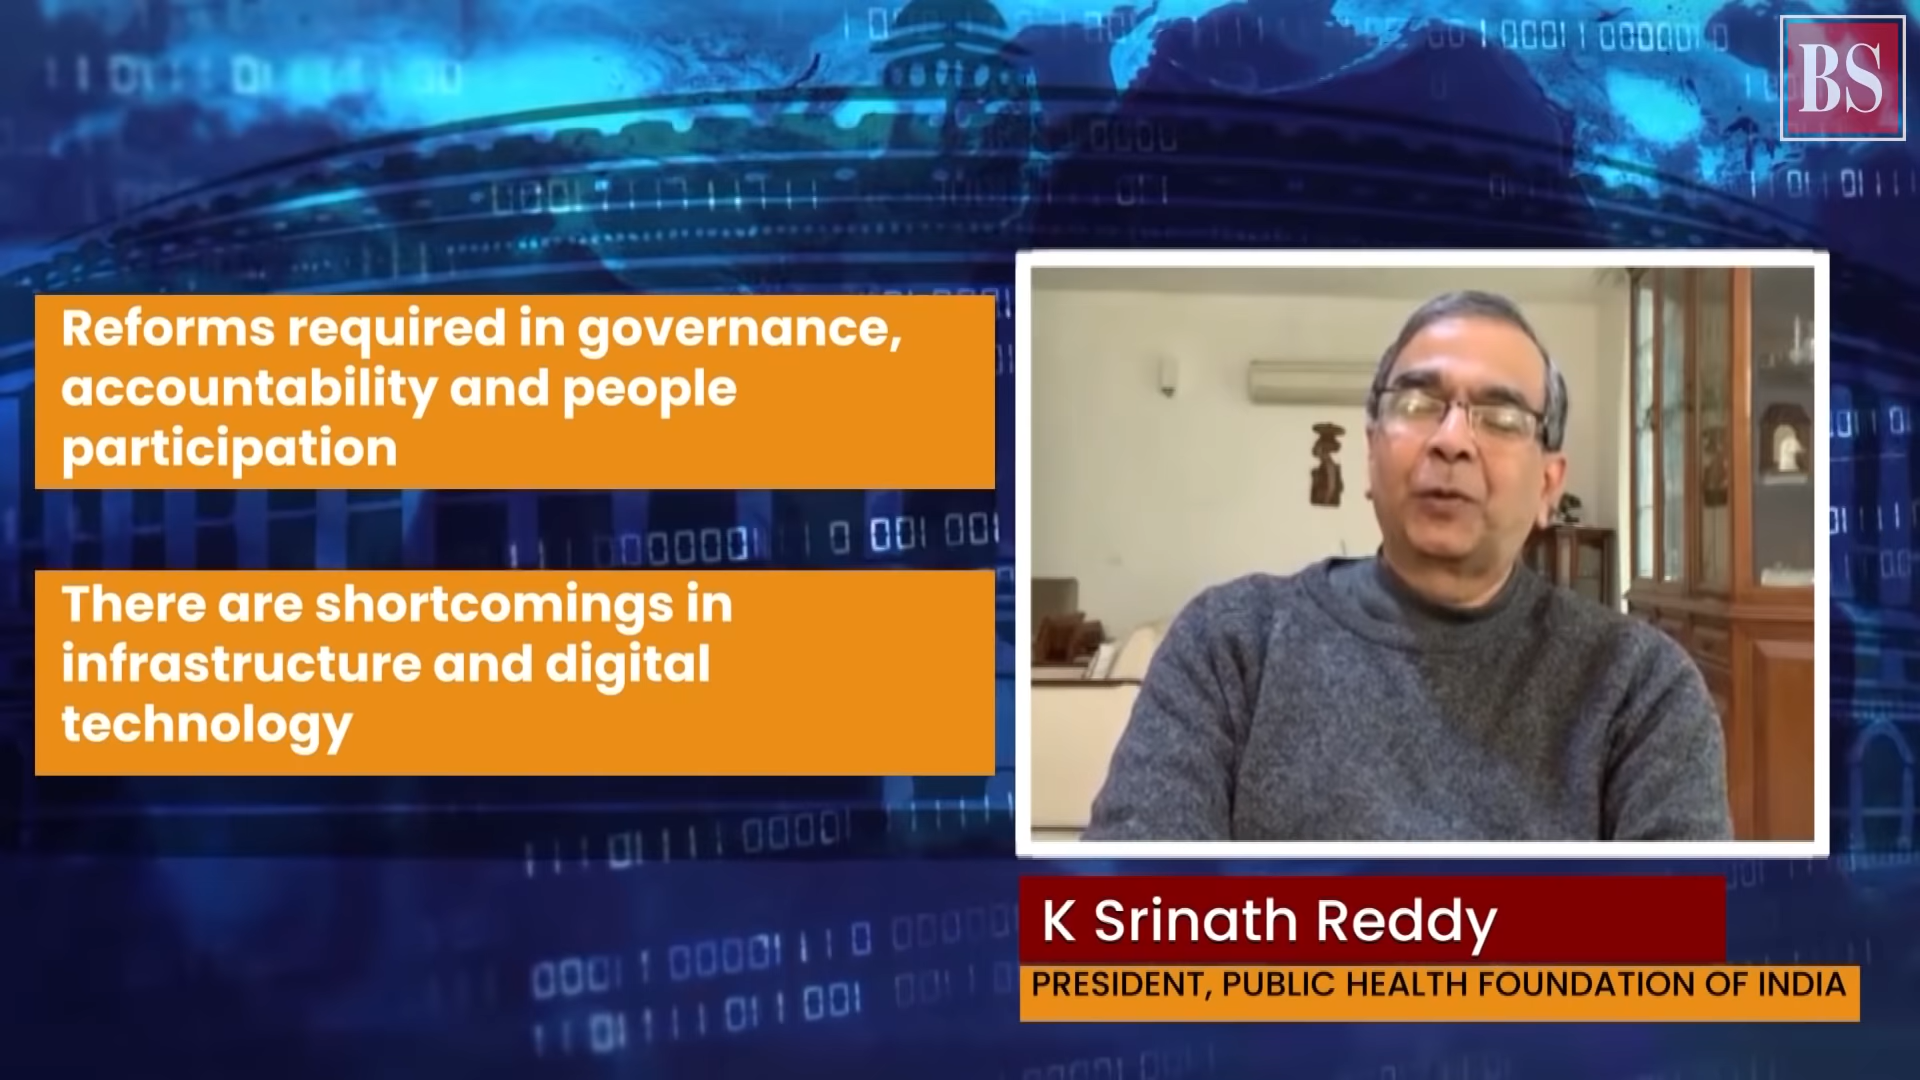 BS
Reforms required in governance,
accountability and people
participation
There are shortcomings in
infrastructure and digital
technology
K Srinath Reddy
PRESIDENT, PUBLIC HEALTH FOUNDATION OF INDIA